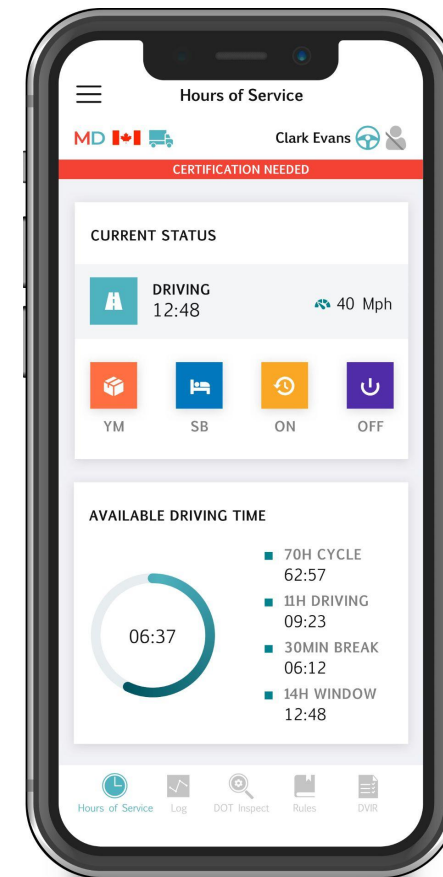 Hours of Service
MD
Clark Evans
CERTIFICATION NEEDED
CURRENT STATUS
DRIVING
12:48
40 Mph
YM SB ON OFF
AVAILABLE DRIVING TIME
06:37
70H CYCLE
62:57
11H DRIVING
09:23
30MIN BREAK
06:12
14H WINDOW
12:48
Hours of Service Log DOT Inspect Rules DVIR